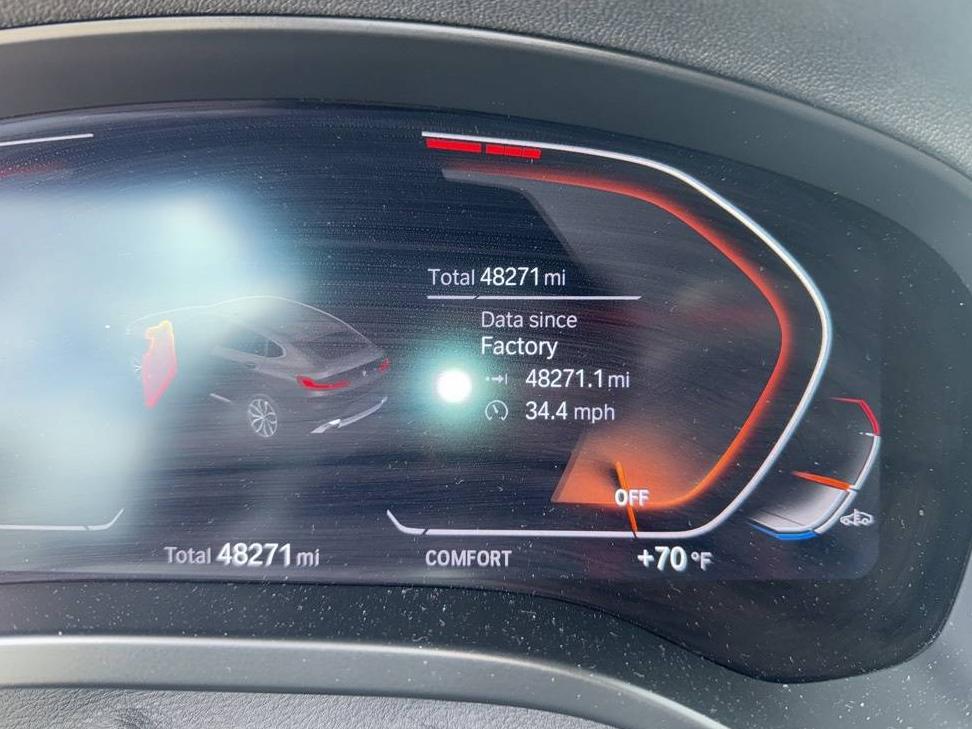 Total 48271 mi
Data since
Factory
48271.1 mi
34.4 mph
OFF
Total 48271 mi
COMFORT
+70 °F